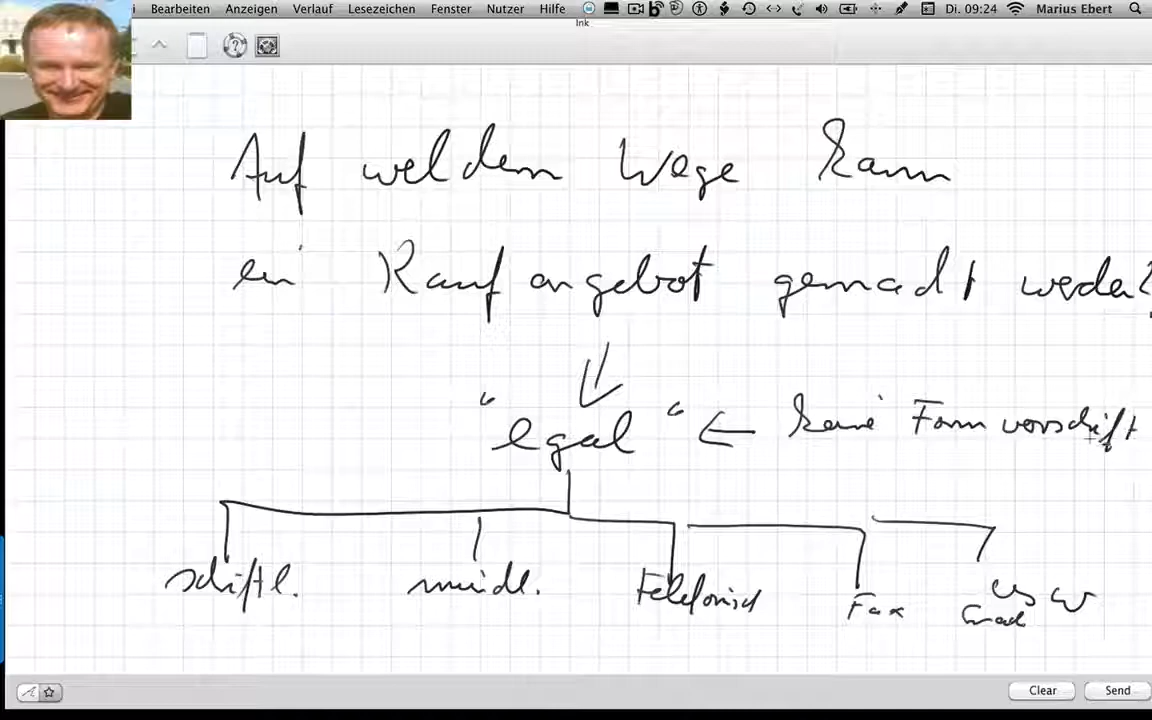 Bearbeiten Anzeigen Verlauf Lesezeichen Fenster Nutzer Hilfe Di. 09:24 Marius Ebert
Ink
Auf welchem Wege kann
ein Kaufangebot gemacht werden?
"egal" ← keine Formvorschrift
schriftl. mündl. Telefonisch Fax Email usw
Clear Send